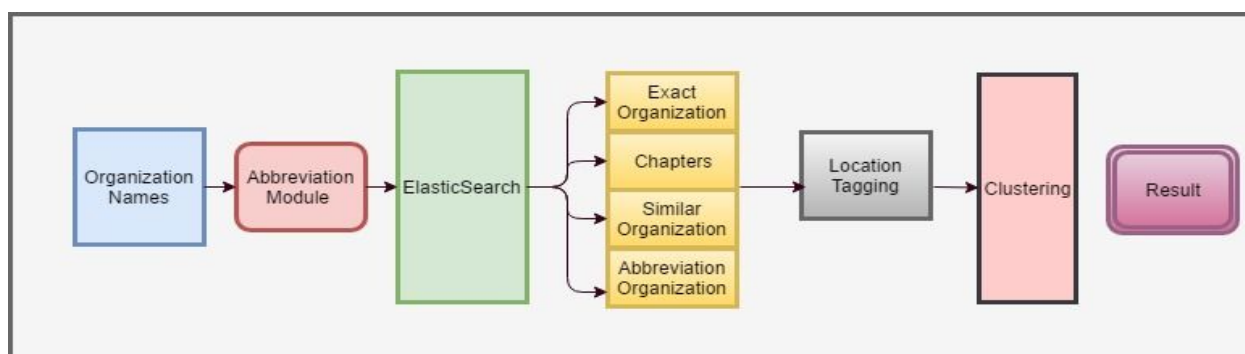 Organization
Names
Abbreviation
Module
ElasticSearch
Exact
Organization
Chapters
Similar
Organization
Abbreviation
Organization
Location
Tagging
Clustering
Result